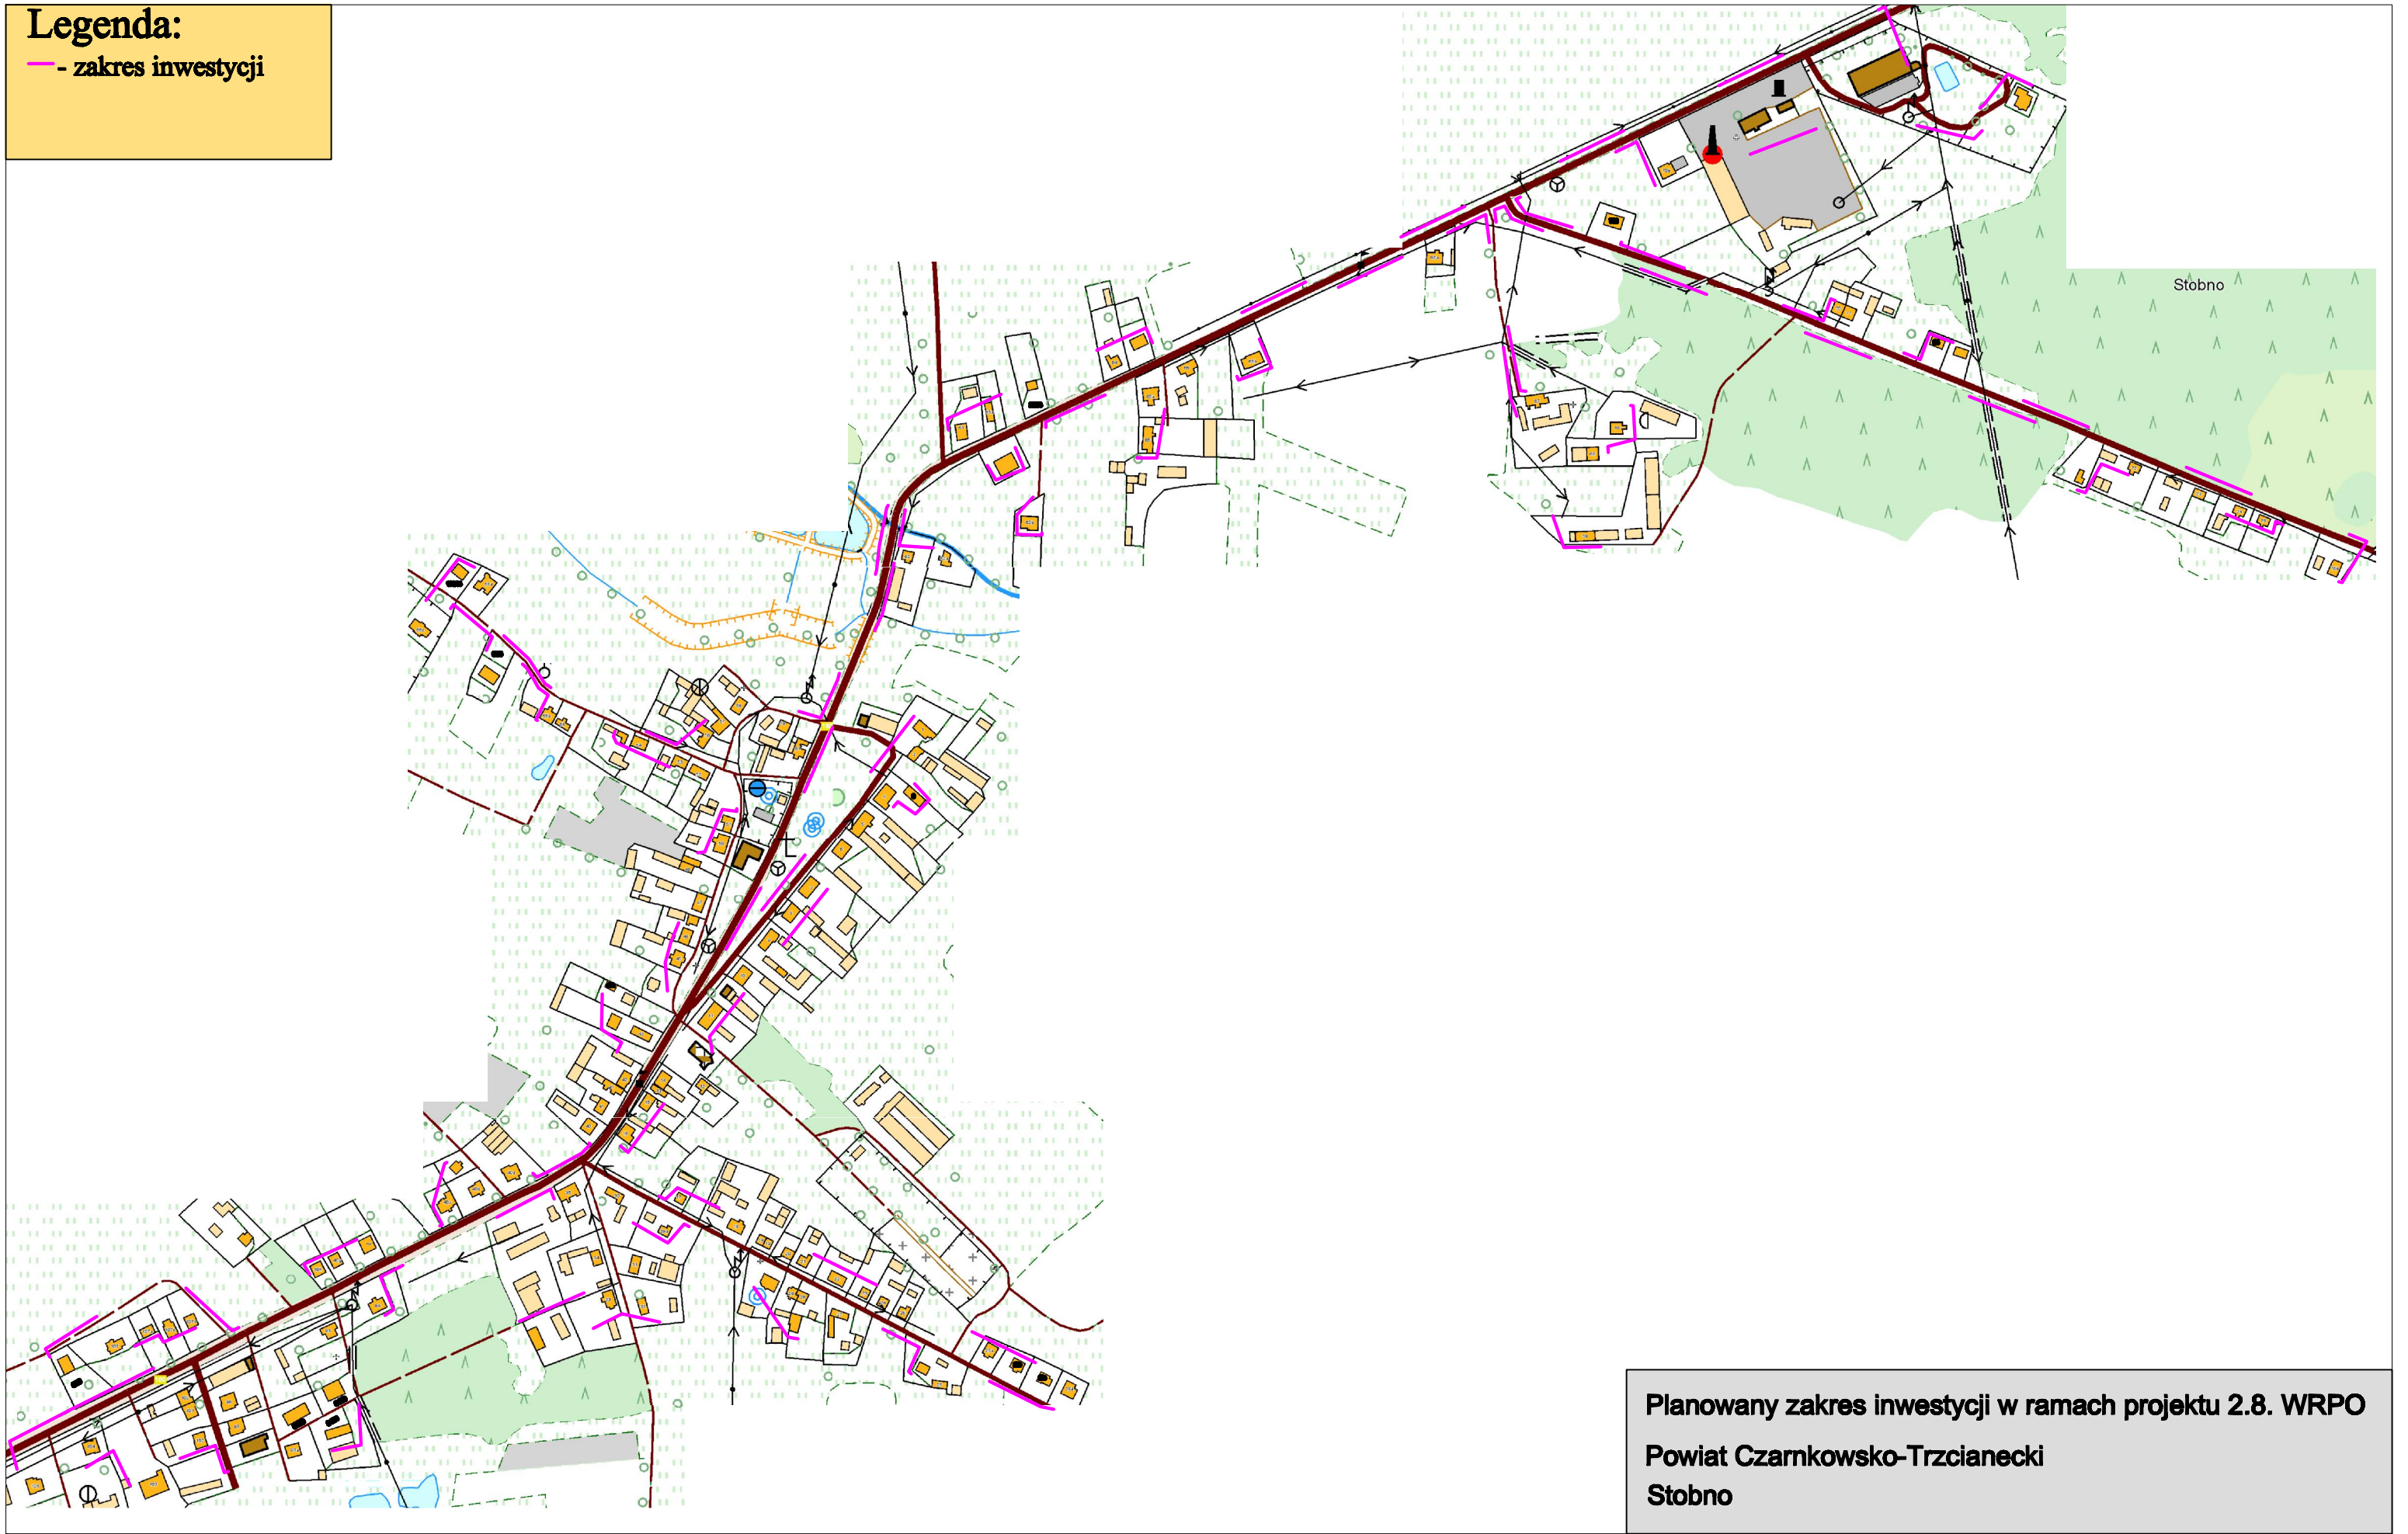 Legenda:
- zakres inwestycji
Stobno
Planowany zakres inwestycji w ramach projektu 2.8. WRPO
Powiat Czarnkowsko-Trzcianecki
Stobno